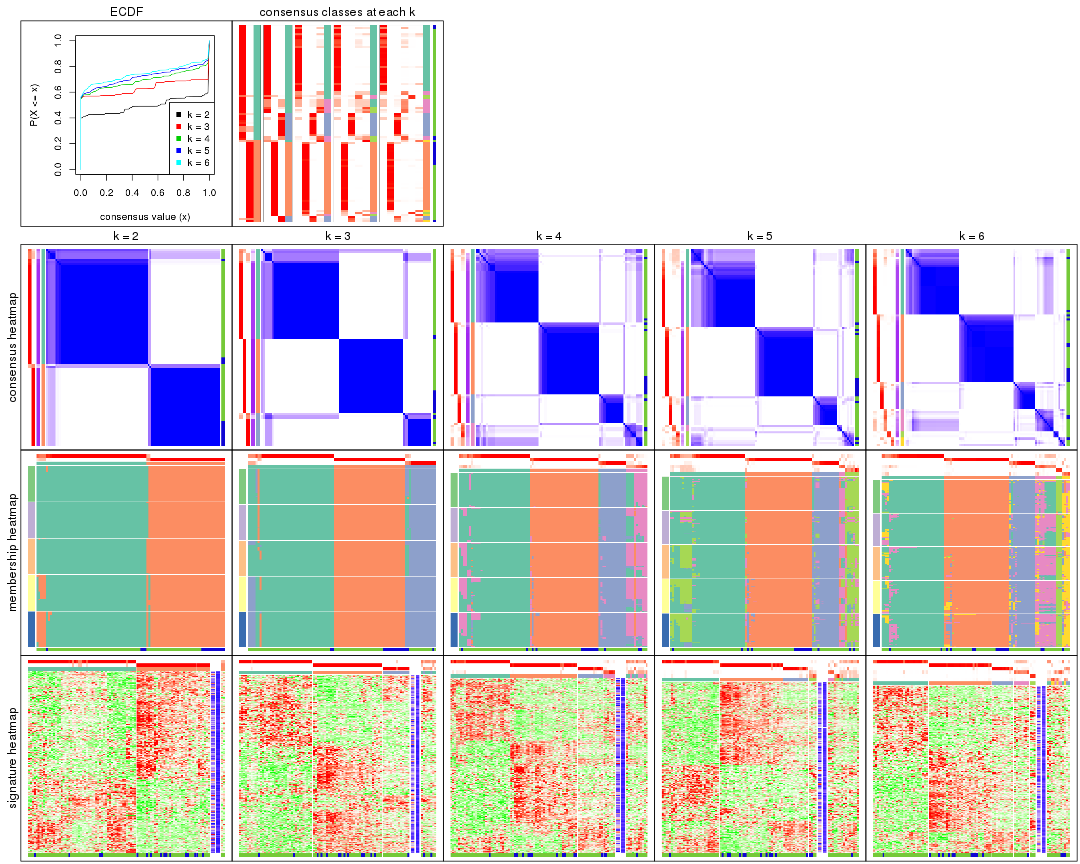 ECDF
consensus classes at each k
P(X <= x)
0.0 0.2 0.4 0.6 0.8 1.0
k = 2
k = 3
k = 4
k = 5
k = 6
0.0 0.2 0.4 0.6 0.8 1.0
consensus value (x)
k = 2
k = 3
k = 4
k = 5
k = 6
consensus heatmap
membership heatmap
signature heatmap